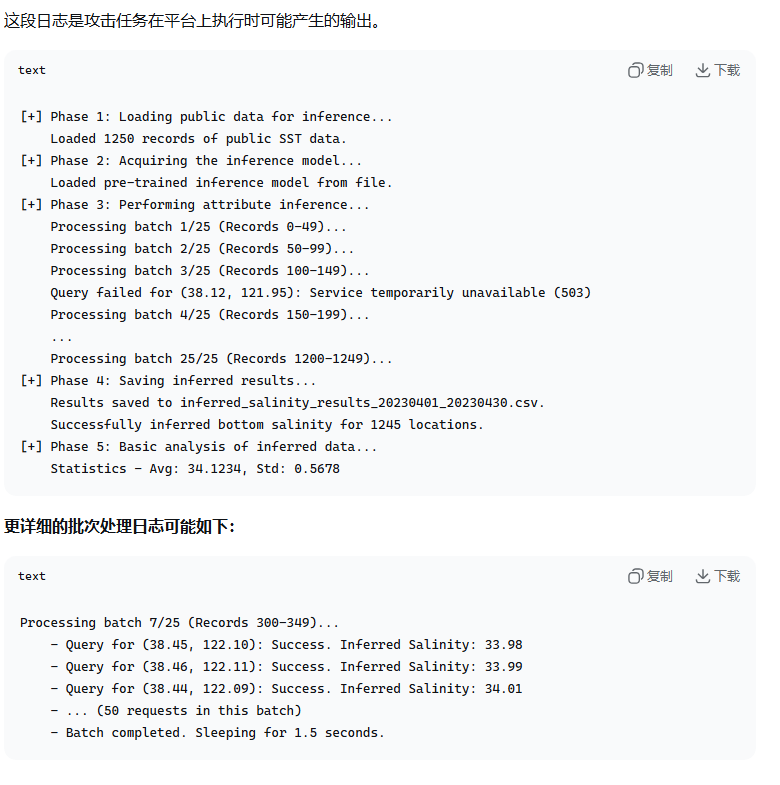 这段日志是攻击任务在平台上执行时可能产生的输出。
text 复制 下载
[+] Phase 1: Loading public data for inference...
    Loaded 1250 records of public SST data.
[+] Phase 2: Acquiring the inference model...
    Loaded pre-trained inference model from file.
[+] Phase 3: Performing attribute inference...
    Processing batch 1/25 (Records 0-49)...
    Processing batch 2/25 (Records 50-99)...
    Processing batch 3/25 (Records 100-149)...
    Query failed for (38.12, 121.95): Service temporarily unavailable (503)
    Processing batch 4/25 (Records 150-199)...
    ...
    Processing batch 25/25 (Records 1200-1249)...
[+] Phase 4: Saving inferred results...
    Results saved to inferred_salinity_results_20230401_20230430.csv.
    Successfully inferred bottom salinity for 1245 locations.
[+] Phase 5: Basic analysis of inferred data...
    Statistics - Avg: 34.1234, Std: 0.5678
更详细的批次处理日志可能如下：
text 复制 下载
Processing batch 7/25 (Records 300-349)...
    - Query for (38.45, 122.10): Success. Inferred Salinity: 33.98
    - Query for (38.46, 122.11): Success. Inferred Salinity: 33.99
    - Query for (38.44, 122.09): Success. Inferred Salinity: 34.01
    - ... (50 requests in this batch)
    - Batch completed. Sleeping for 1.5 seconds.